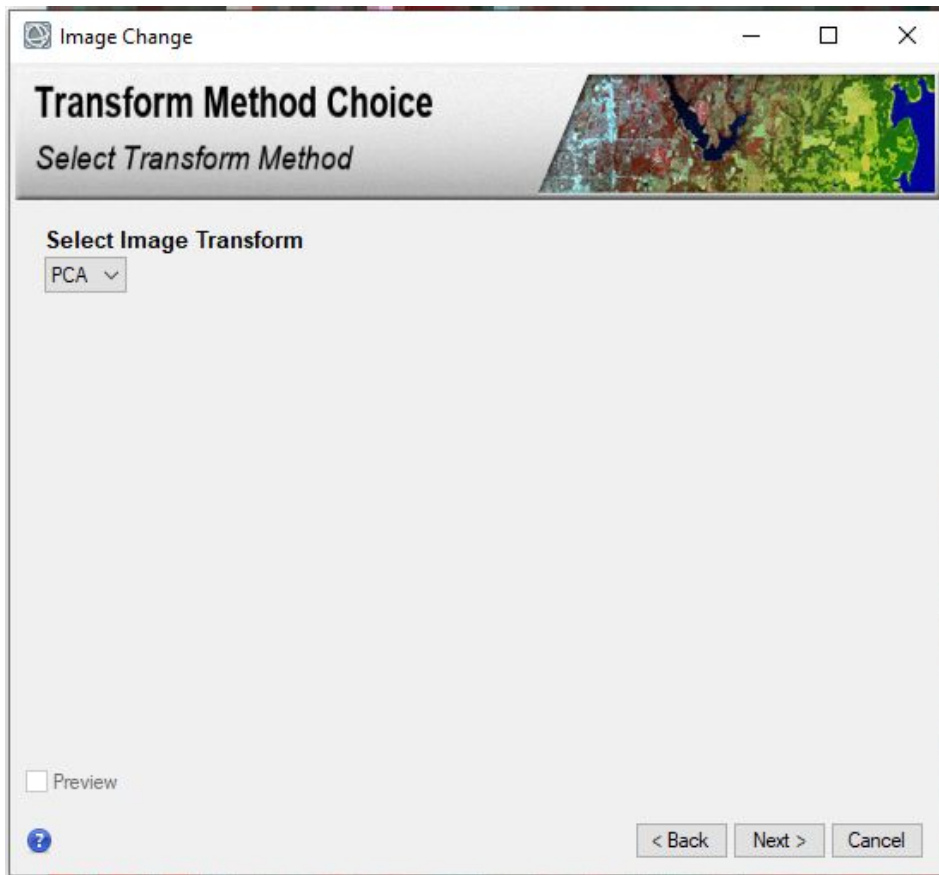 Image Change
Transform Method Choice
Select Transform Method
Select Image Transform
PCA
Preview
?
< Back Next > Cancel